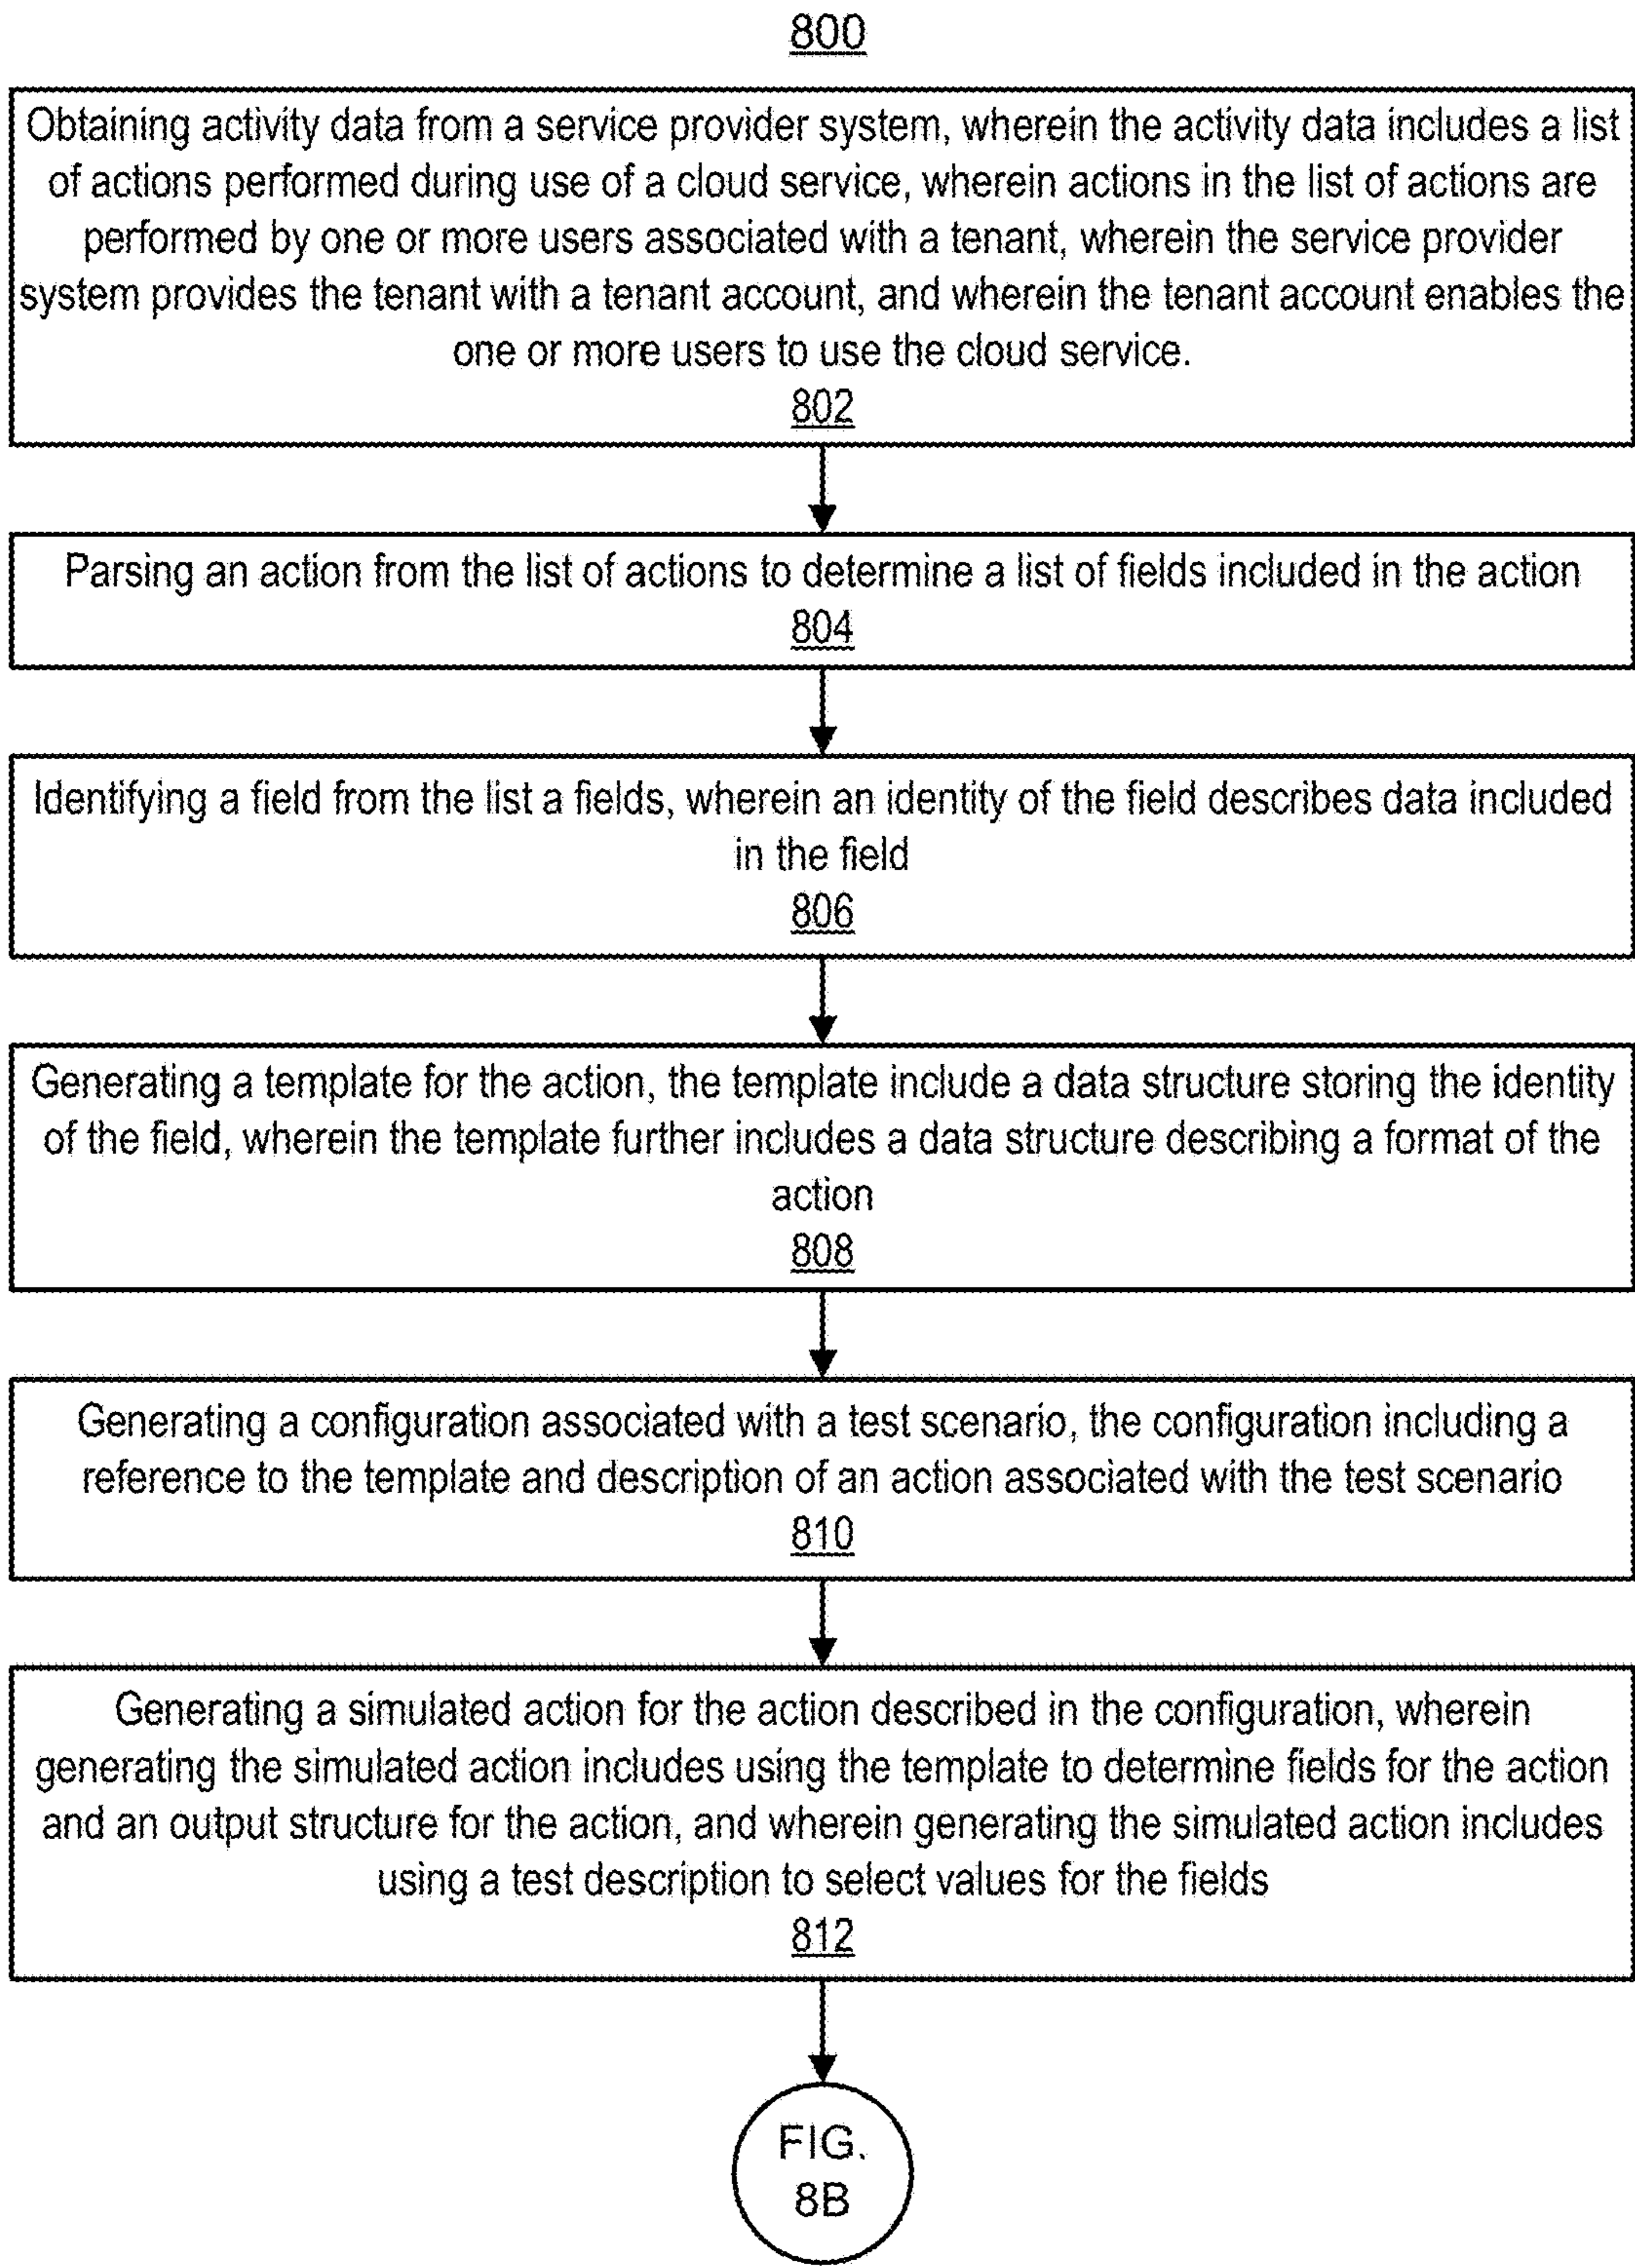 800
Obtaining activity data from a service provider system, wherein the activity data includes a list
of actions performed during use of a cloud service, wherein actions in the list of actions are
performed by one or more users associated with a tenant, wherein the service provider
system provides the tenant with a tenant account, and wherein the tenant account enables the
one or more users to use the cloud service.
802
Parsing an action from the list of actions to determine a list of fields included in the action
804
Identifying a field from the list a fields, wherein an identity of the field describes data included
in the field
806
Generating a template for the action, the template include a data structure storing the identity
of the field, wherein the template further includes a data structure describing a format of the
action
808
Generating a configuration associated with a test scenario, the configuration including a
reference to the template and description of an action associated with the test scenario
810
Generating a simulated action for the action described in the configuration, wherein
generating the simulated action includes using the template to determine fields for the action
and an output structure for the action, and wherein generating the simulated action includes
using a test description to select values for the fields
812
FIG.
8B